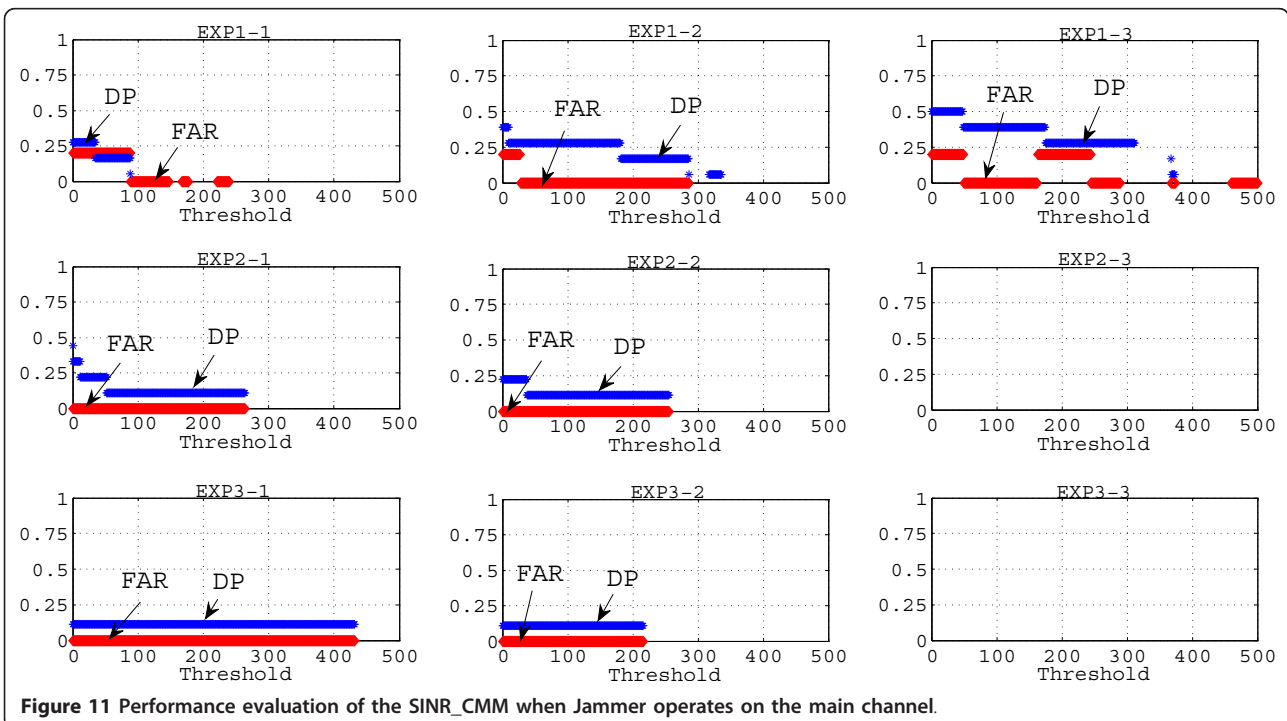 EXP1-1
1
0.75
0.5
0.25
0
DP
FAR
0 100 200 300 400 500
Threshold
EXP1-2
1
0.75
0.5
0.25
0
FAR
DP
0 100 200 300 400 500
Threshold
EXP1-3
1
0.75
0.5
0.25
0
FAR
DP
0 100 200 300 400 500
Threshold
EXP2-1
1
0.75
0.5
0.25
0
FAR
DP
0 100 200 300 400 500
Threshold
EXP2-2
1
0.75
0.5
0.25
0
FAR
DP
0 100 200 300 400 500
Threshold
EXP2-3
1
0.75
0.5
0.25
0
0 100 200 300 400 500
Threshold
EXP3-1
1
0.75
0.5
0.25
0
FAR
DP
0 100 200 300 400 500
Threshold
EXP3-2
1
0.75
0.5
0.25
0
FAR
DP
0 100 200 300 400 500
Threshold
EXP3-3
1
0.75
0.5
0.25
0
0 100 200 300 400 500
Threshold
Figure 11 Performance evaluation of the SINR_CMM when Jammer operates on the main channel.